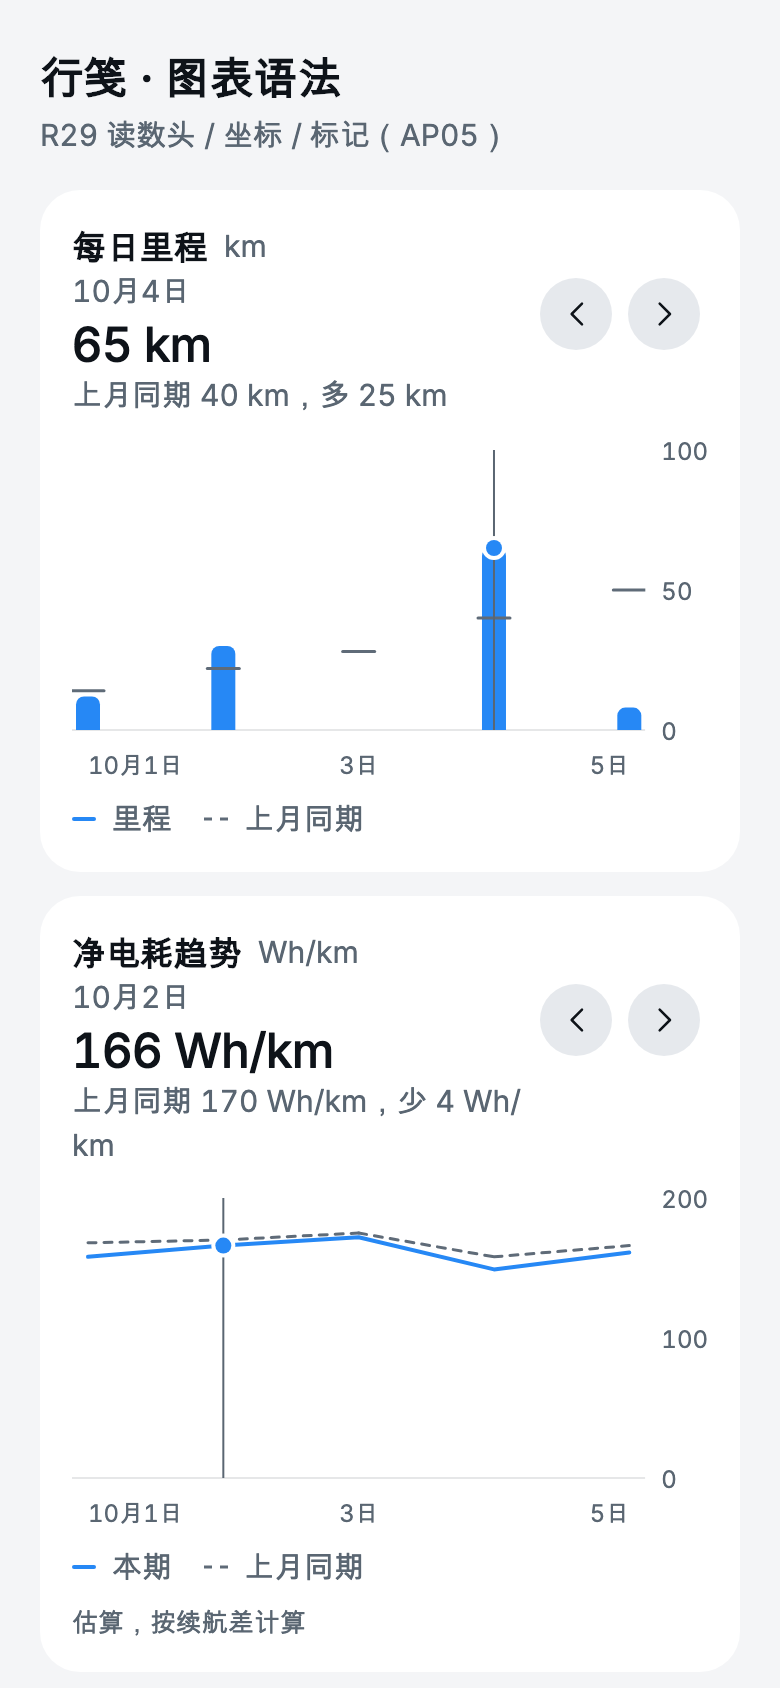 行笺 · 图表语法
R29 读数头 / 坐标 / 标记 ( AP05 )
每日里程 km
10月4日
65 km
上月同期 40 km , 多 25 km
100
50
0
10月1日 3日 5日
里程 上月同期
净电耗趋势 Wh/km
10月2日
166 Wh/km
上月同期 170 Wh/km , 少 4 Wh/
km
200
100
0
10月1日 3日 5日
本期 上月同期
估算 , 按续航差计算